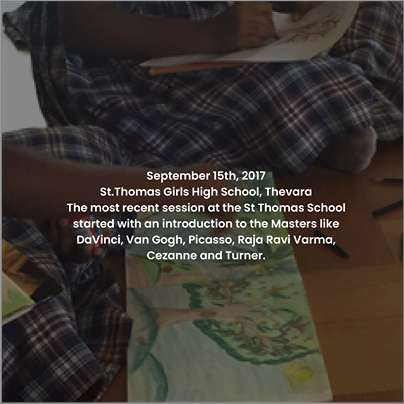 September 15th, 2017
St.Thomas Girls High School, Thevara
The most recent session at the St Thomas School
started with an introduction to the Masters like
DaVinci, Van Gogh, Picasso, Raja Ravi Varma,
Cezanne and Turner.